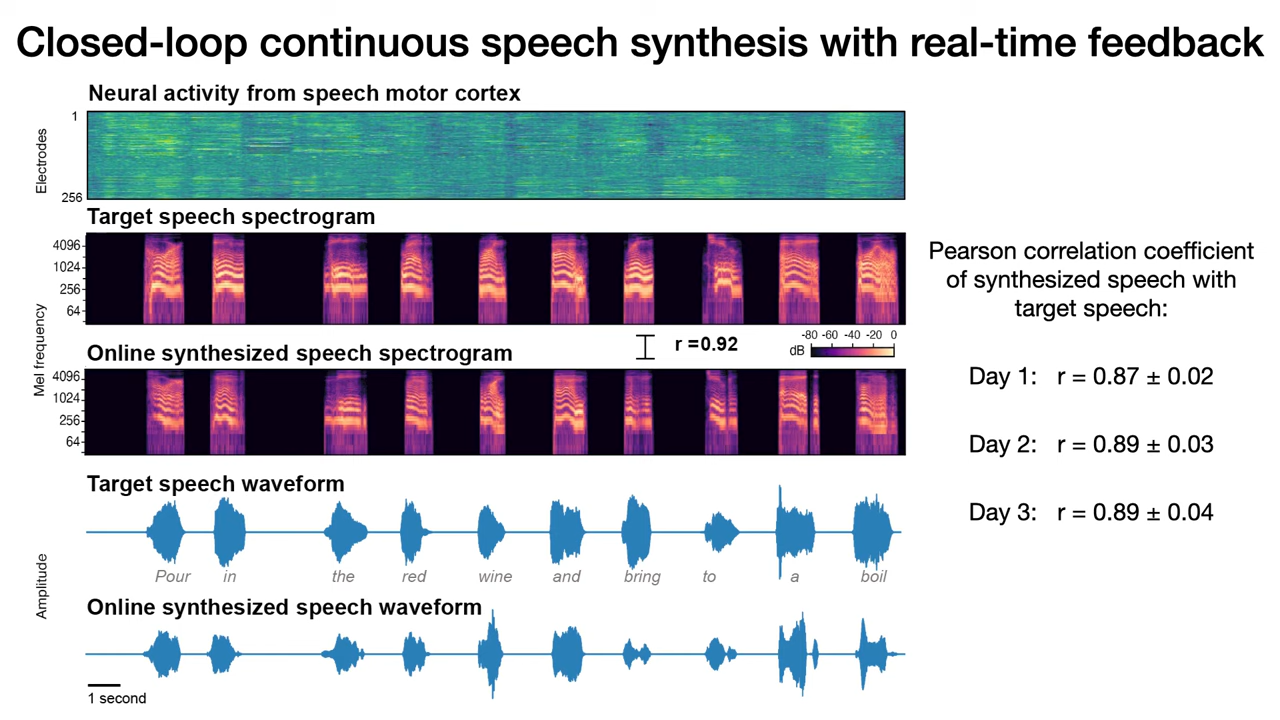 Closed-loop continuous speech synthesis with real-time feedback
Neural activity from speech motor cortex
Electrodes
1
256
Target speech spectrogram
Mel frequency
4096
1024
256
64
r =0.92
-80 -60 -40 -20 0
dB
Online synthesized speech spectrogram
4096
1024
256
64
Target speech waveform
Amplitude
Pour in the red wine and bring to a boil
Online synthesized speech waveform
1 second
Pearson correlation coefficient
of synthesized speech with
target speech:
Day 1: r = 0.87 ± 0.02
Day 2: r = 0.89 ± 0.03
Day 3: r = 0.89 ± 0.04